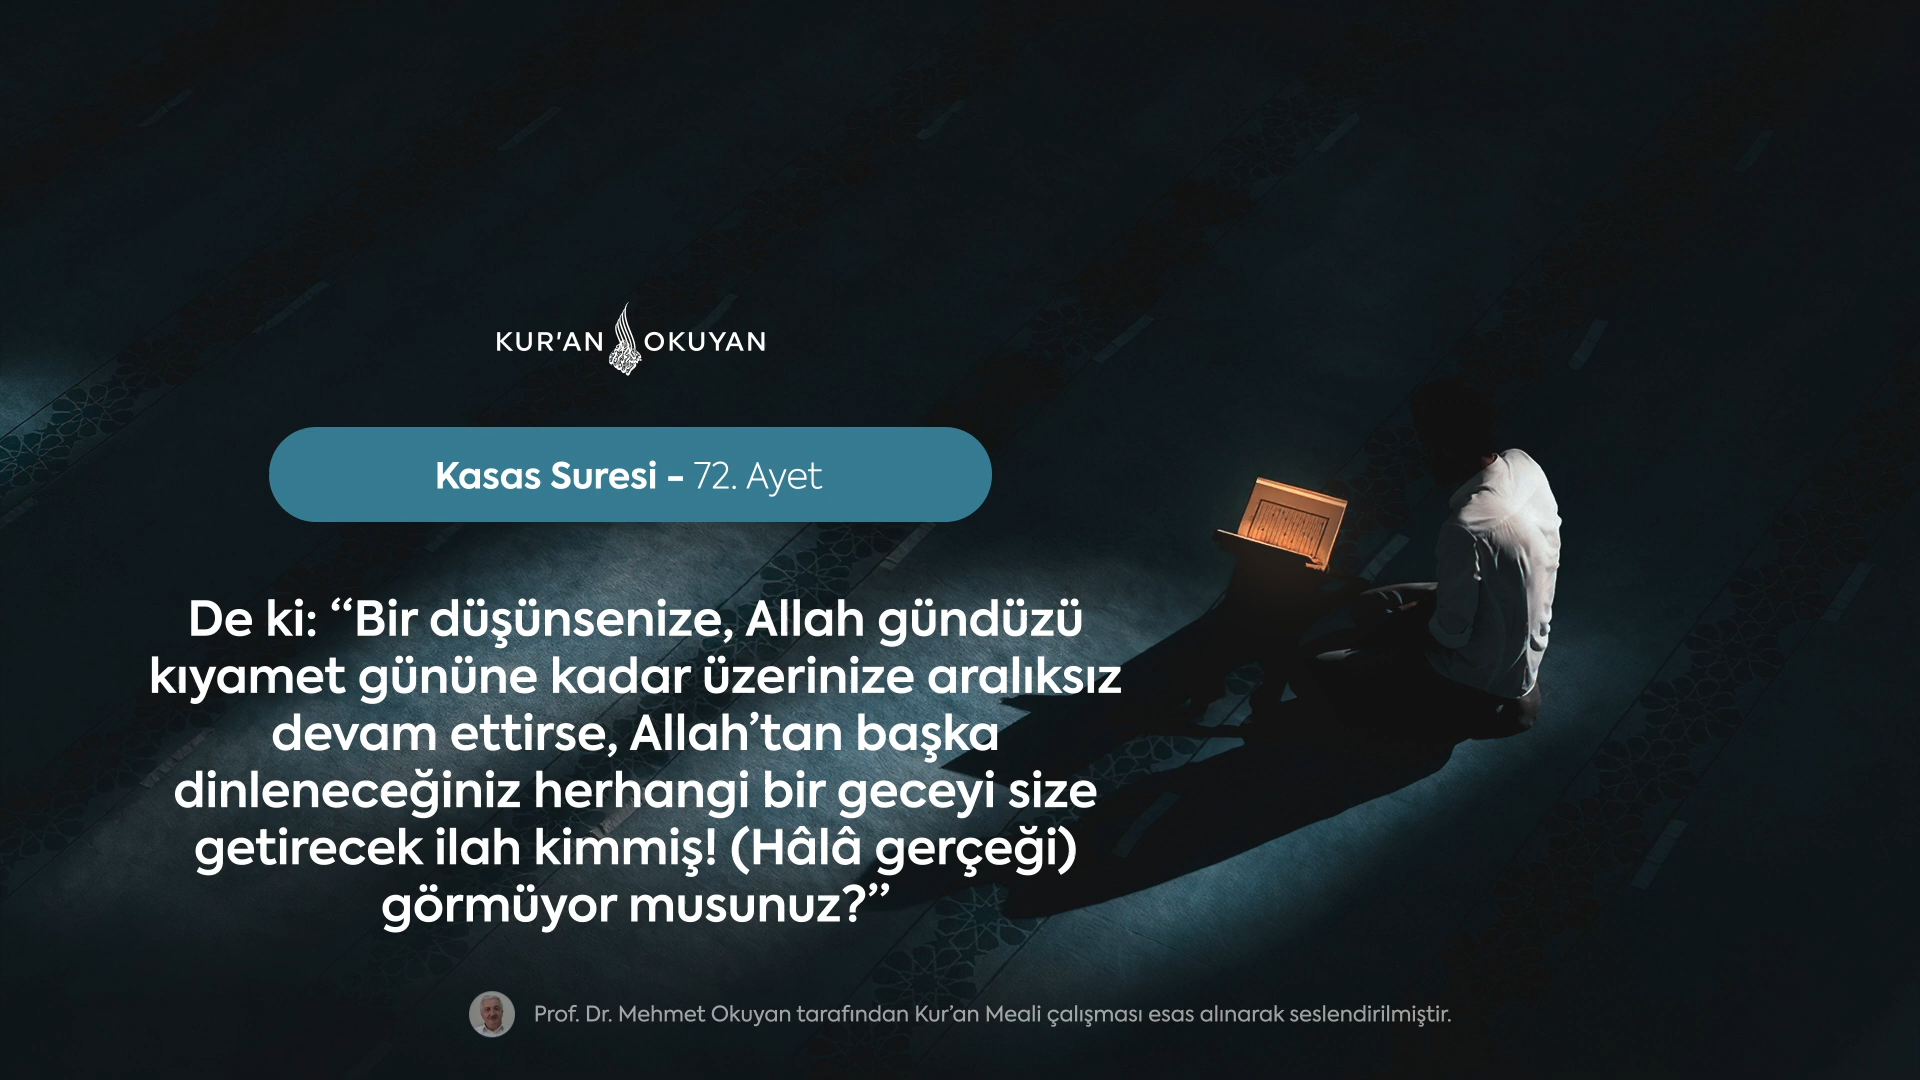 KUR'AN OKUYAN
Kasas Suresi - 72. Ayet
De ki: “Bir düşünsenize, Allah gündüzü
kıyamet gününe kadar üzerinize aralıksız
devam ettirse, Allah’tan başka
dinleneceğiniz herhangi bir geceyi size
getirecek ilah kimmiş! (Hâlâ gerçeği)
görmüyor musunuz?”
Prof. Dr. Mehmet Okuyan tarafından Kur’an Meali çalışması esas alınarak seslendirilmiştir.